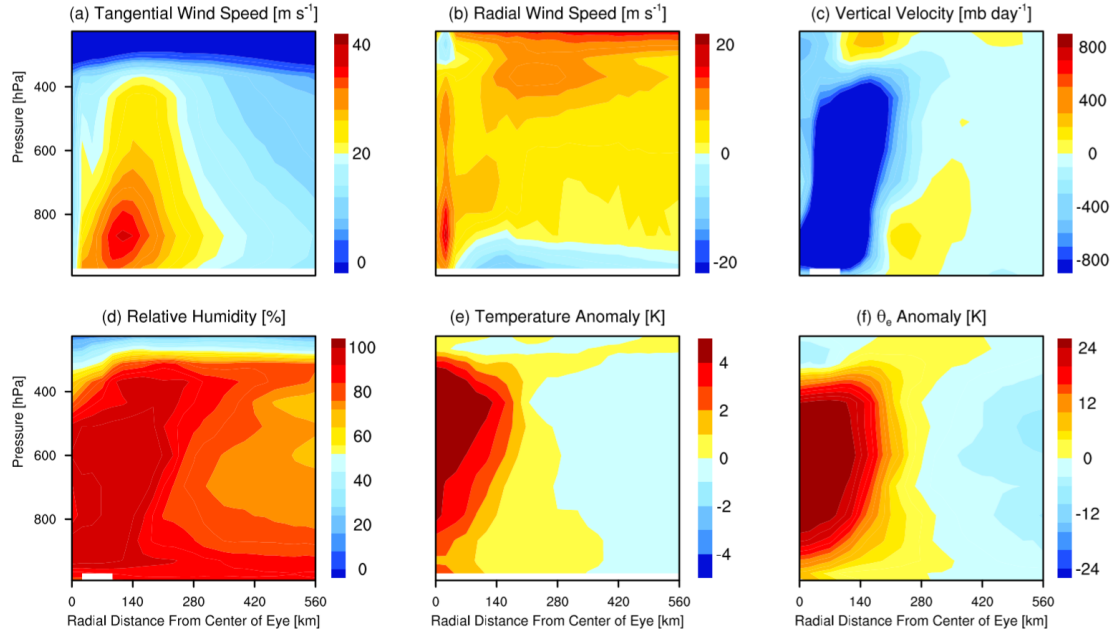 (a) Tangential Wind Speed [m s⁻¹]
(b) Radial Wind Speed [m s⁻¹]
(c) Vertical Velocity [mb day⁻¹]
Pressure [hPa]
400
600
800
40
20
0
20
0
-20
800
400
0
-400
-800
(d) Relative Humidity [%]
(e) Temperature Anomaly [K]
(f) θₑ Anomaly [K]
Pressure [hPa]
400
600
800
100
80
60
40
20
0
4
2
0
-2
-4
24
12
0
-12
-24
0 140 280 420 560
0 140 280 420 560
0 140 280 420 560
Radial Distance From Center of Eye [km]
Radial Distance From Center of Eye [km]
Radial Distance From Center of Eye [km]